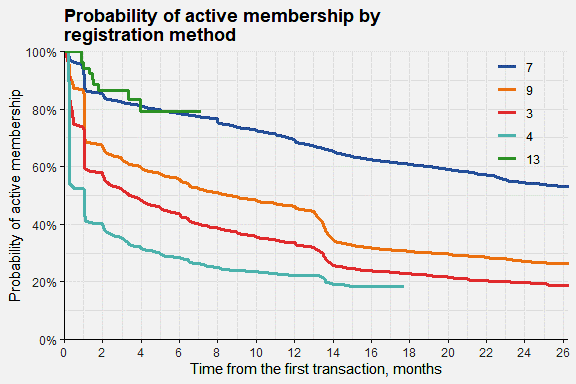 Probability of active membership by
registration method
100%
80%
60%
40%
20%
0%
Probability of active membership
7
9
3
4
13
0 2 4 6 8 10 12 14 16 18 20 22 24 26
Time from the first transaction, months